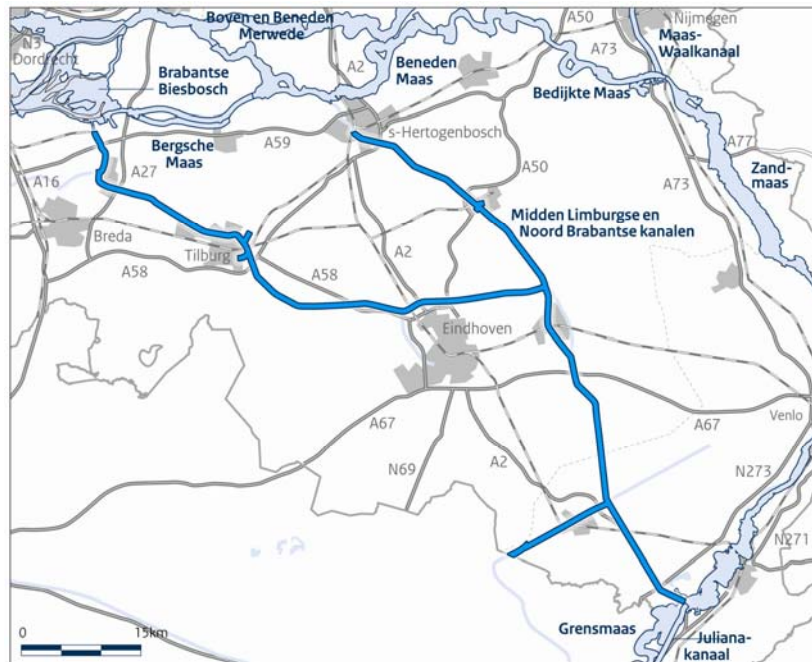 Boven en Beneden
Merwede
A50
Nijmegen
N3
Dordrecht
A2
Beneden
Maas
A73
Maas-
Waalkanaal
Brabantse
Biesbosch
Bedijkte Maas
's-Hertogenbosch
A59
Bergsche
Maas
A77
A27
A50
Zand-
maas
A16
A73
Midden Limburgse en
Noord Brabantse kanalen
Breda
Tilburg
A2
A58
A58
Eindhoven
Venlo
A67
A67
A2
N69
N273
N271
Grensmaas
Juliana-
kanaal
0
15km